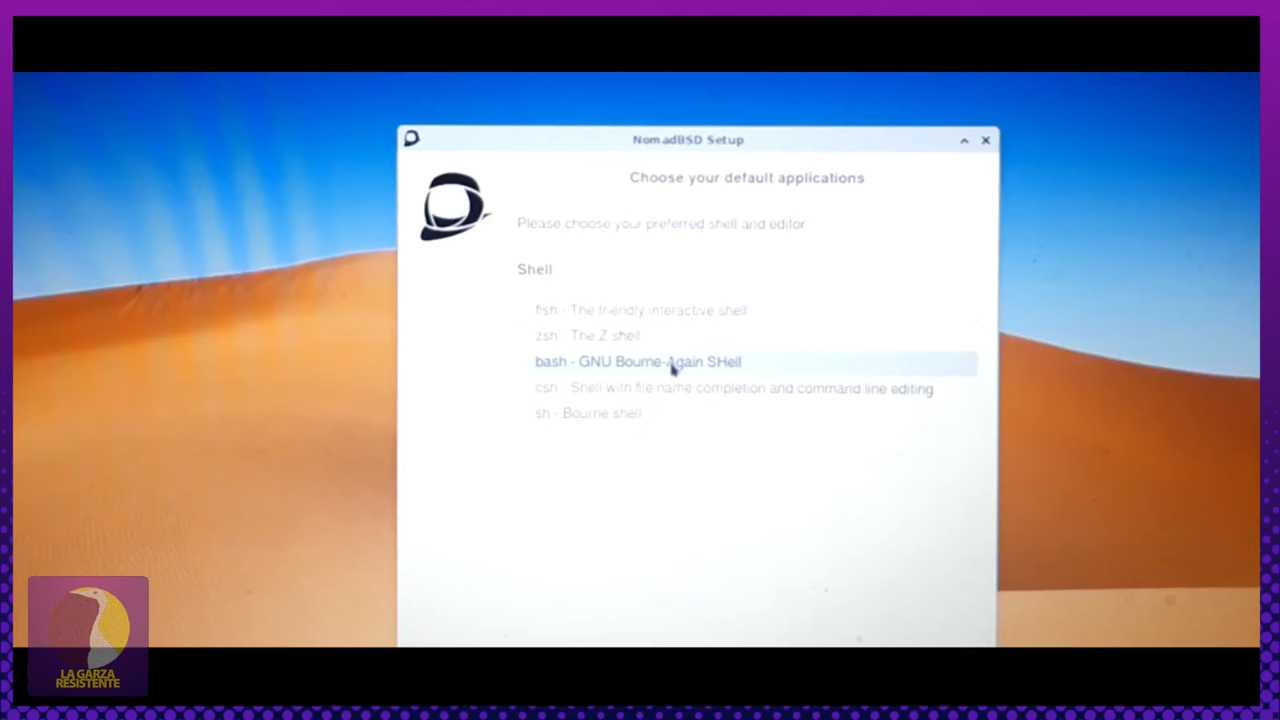 NomadBSD Setup
Choose your default applications
Please choose your preferred shell and editor
Shell
fish - The friendly interactive shell
zsh - The Z shell
bash - GNU Bourne-Again SHell
csh - Shell with file name completion and command line editing
sh - Bourne shell
LA GARZA
RESISTENTE